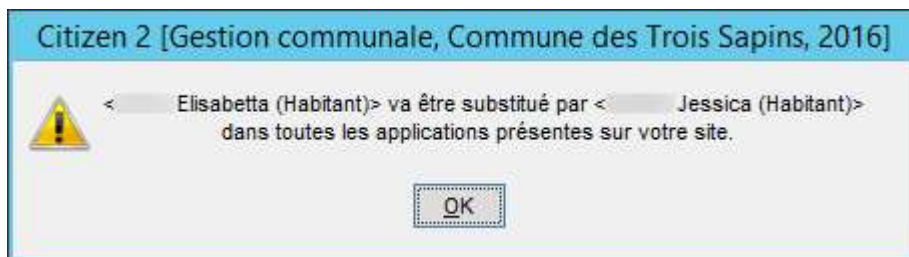 Citizen 2 [Gestion communale, Commune des Trois Sapins, 2016]
< Elisabetta (Habitant)> va être substitué par < Jessica (Habitant)>
dans toutes les applications présentes sur votre site.
OK